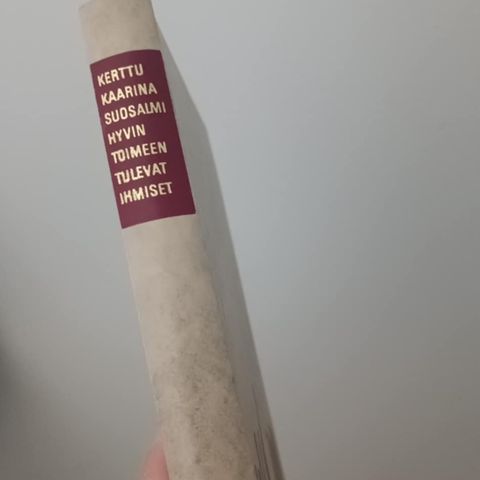 KERTTU
KAARINA
SUOSALMI
HYVIN
TOIMEEN
TULEVAT
IHMISET